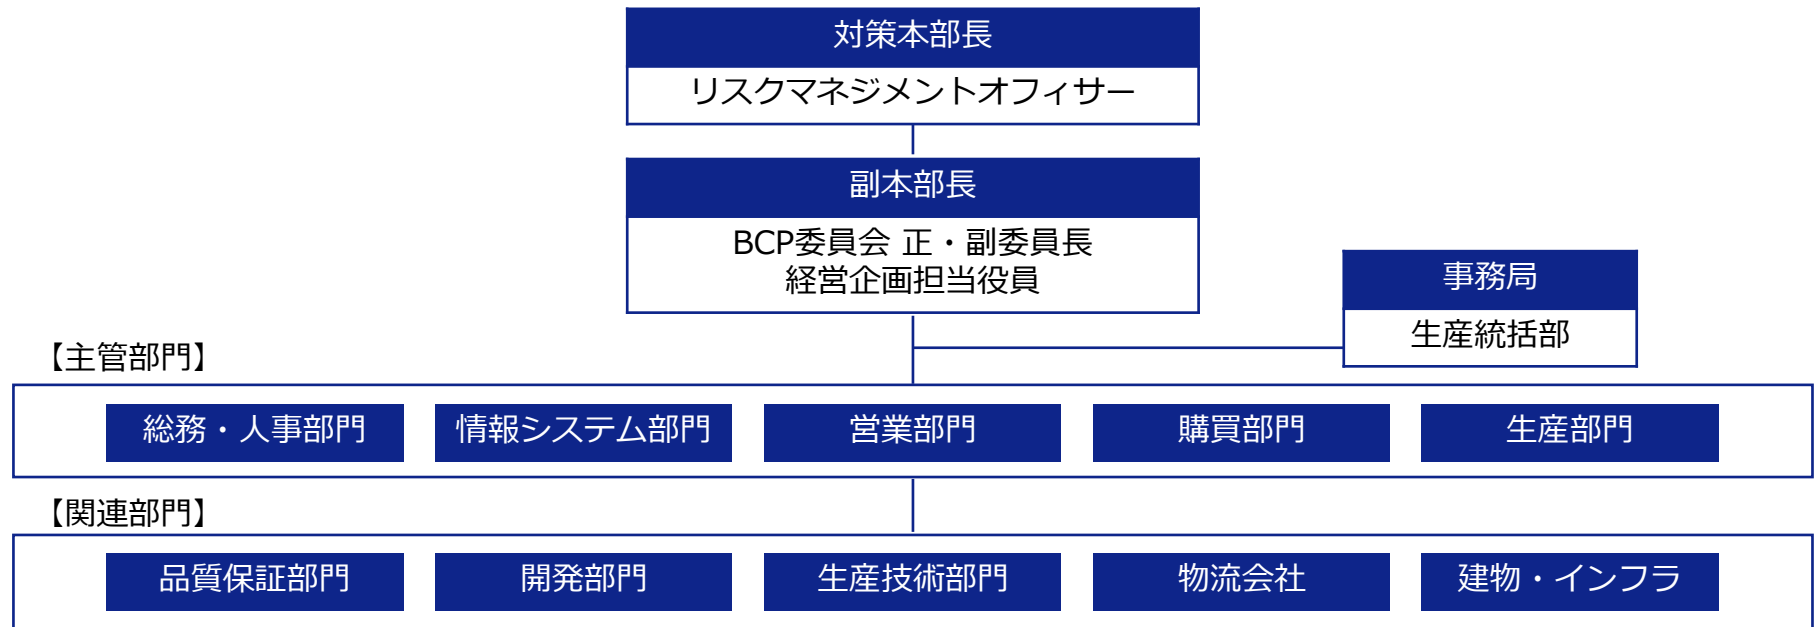 対策本部長
リスクマネジメントオフィサー
副本部長
BCP委員会 正・副委員長
経営企画担当役員
事務局
生産統括部
【主管部門】
総務・人事部門
情報システム部門
営業部門
購買部門
生産部門
【関連部門】
品質保証部門
開発部門
生産技術部門
物流会社
建物・インフラ